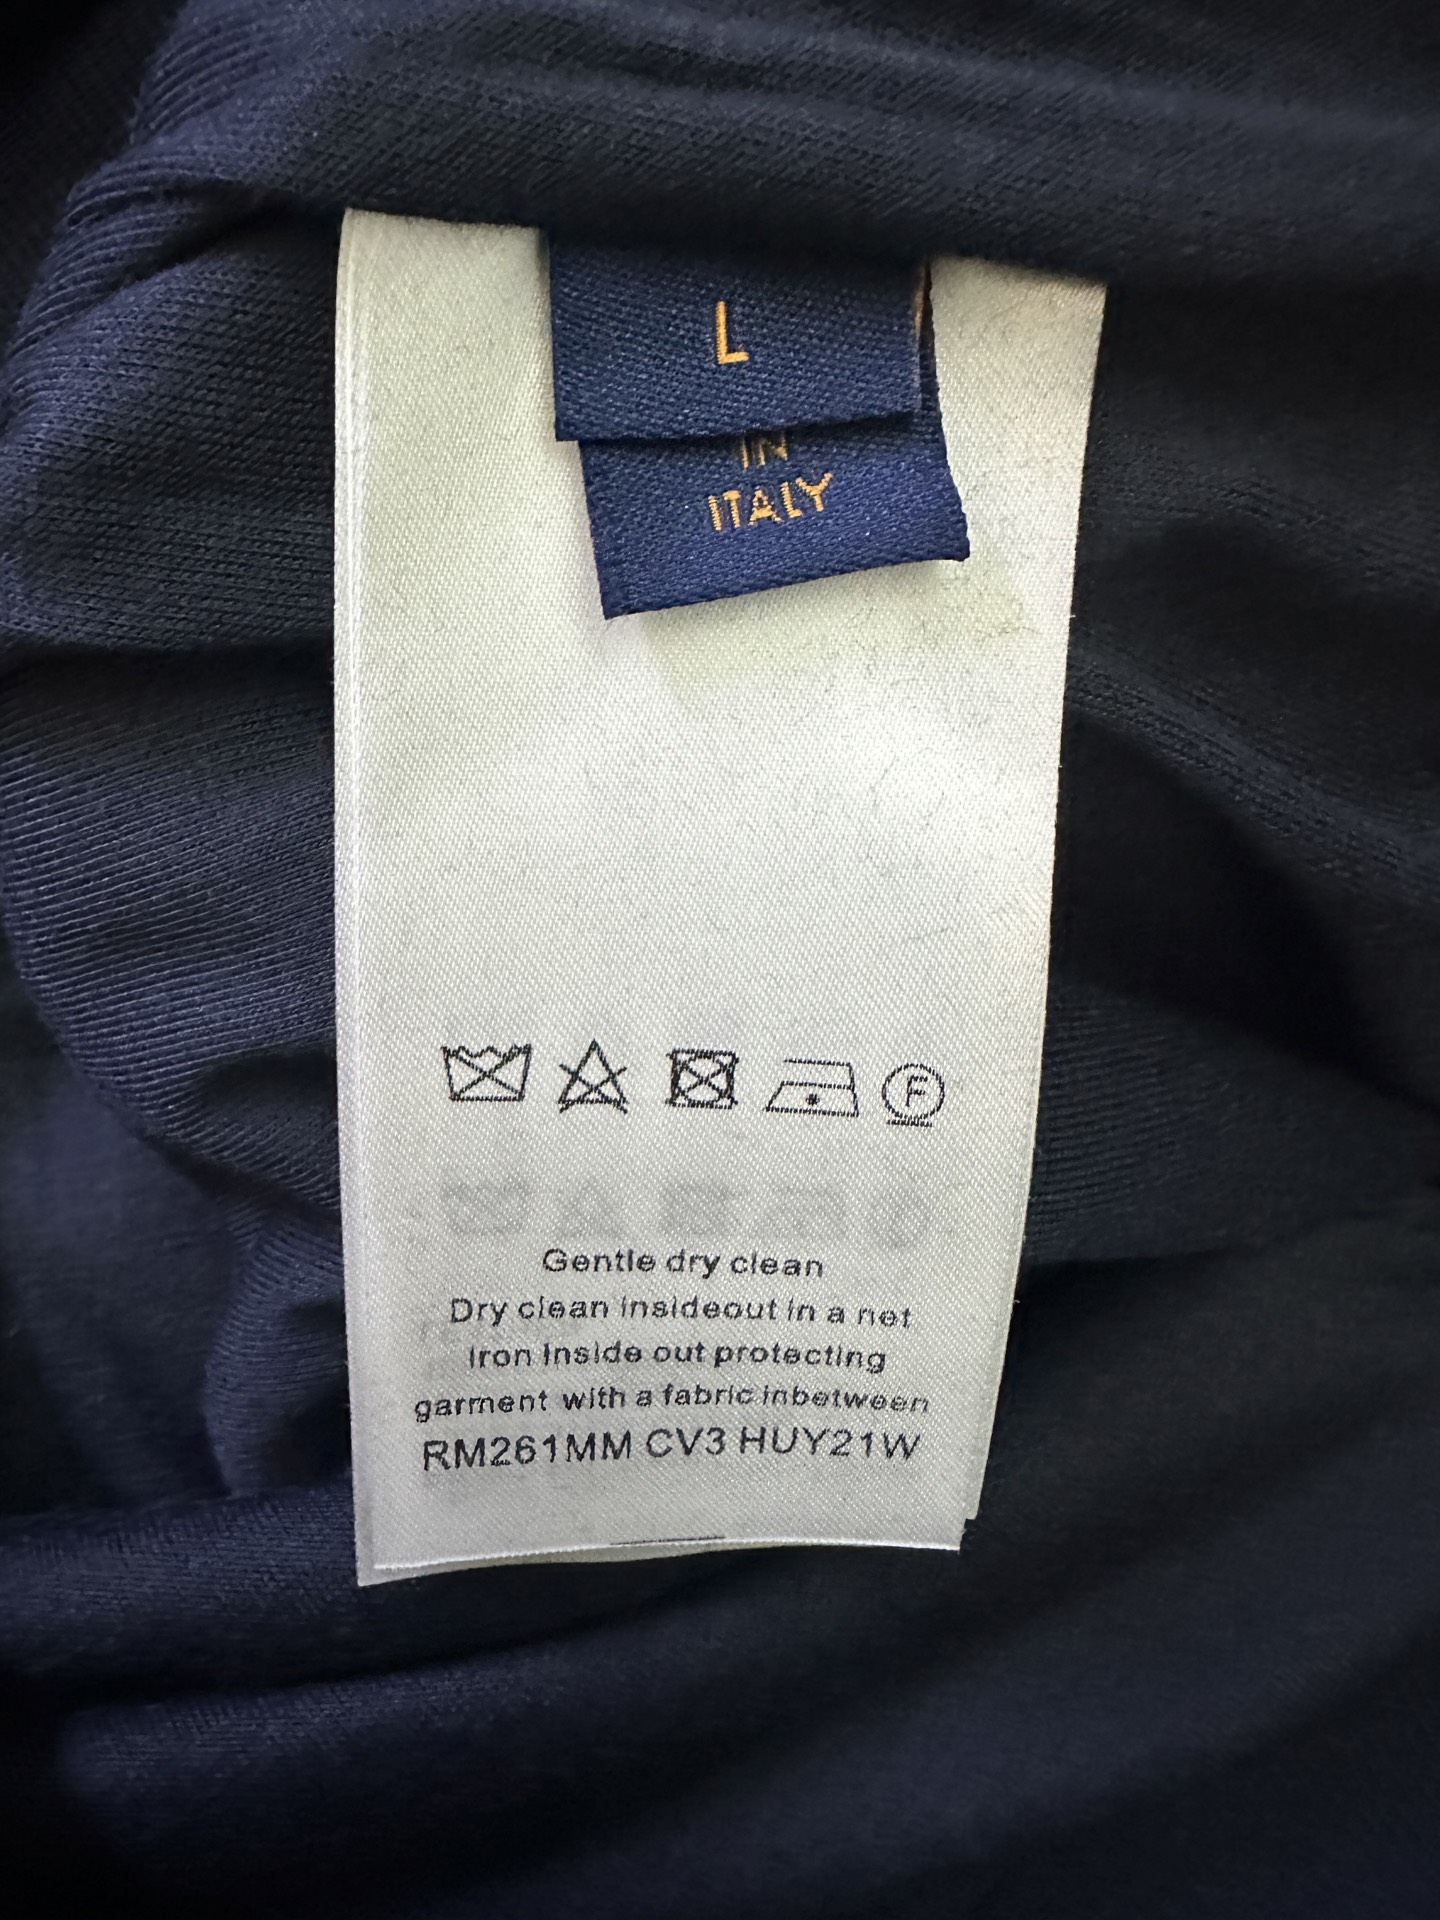 L
IN
ITALY
F
Gentle dry clean
Dry clean insideout in a net
Iron Inside out protecting
garment with a fabric inbetween
RM261MM CV3 HUY21W